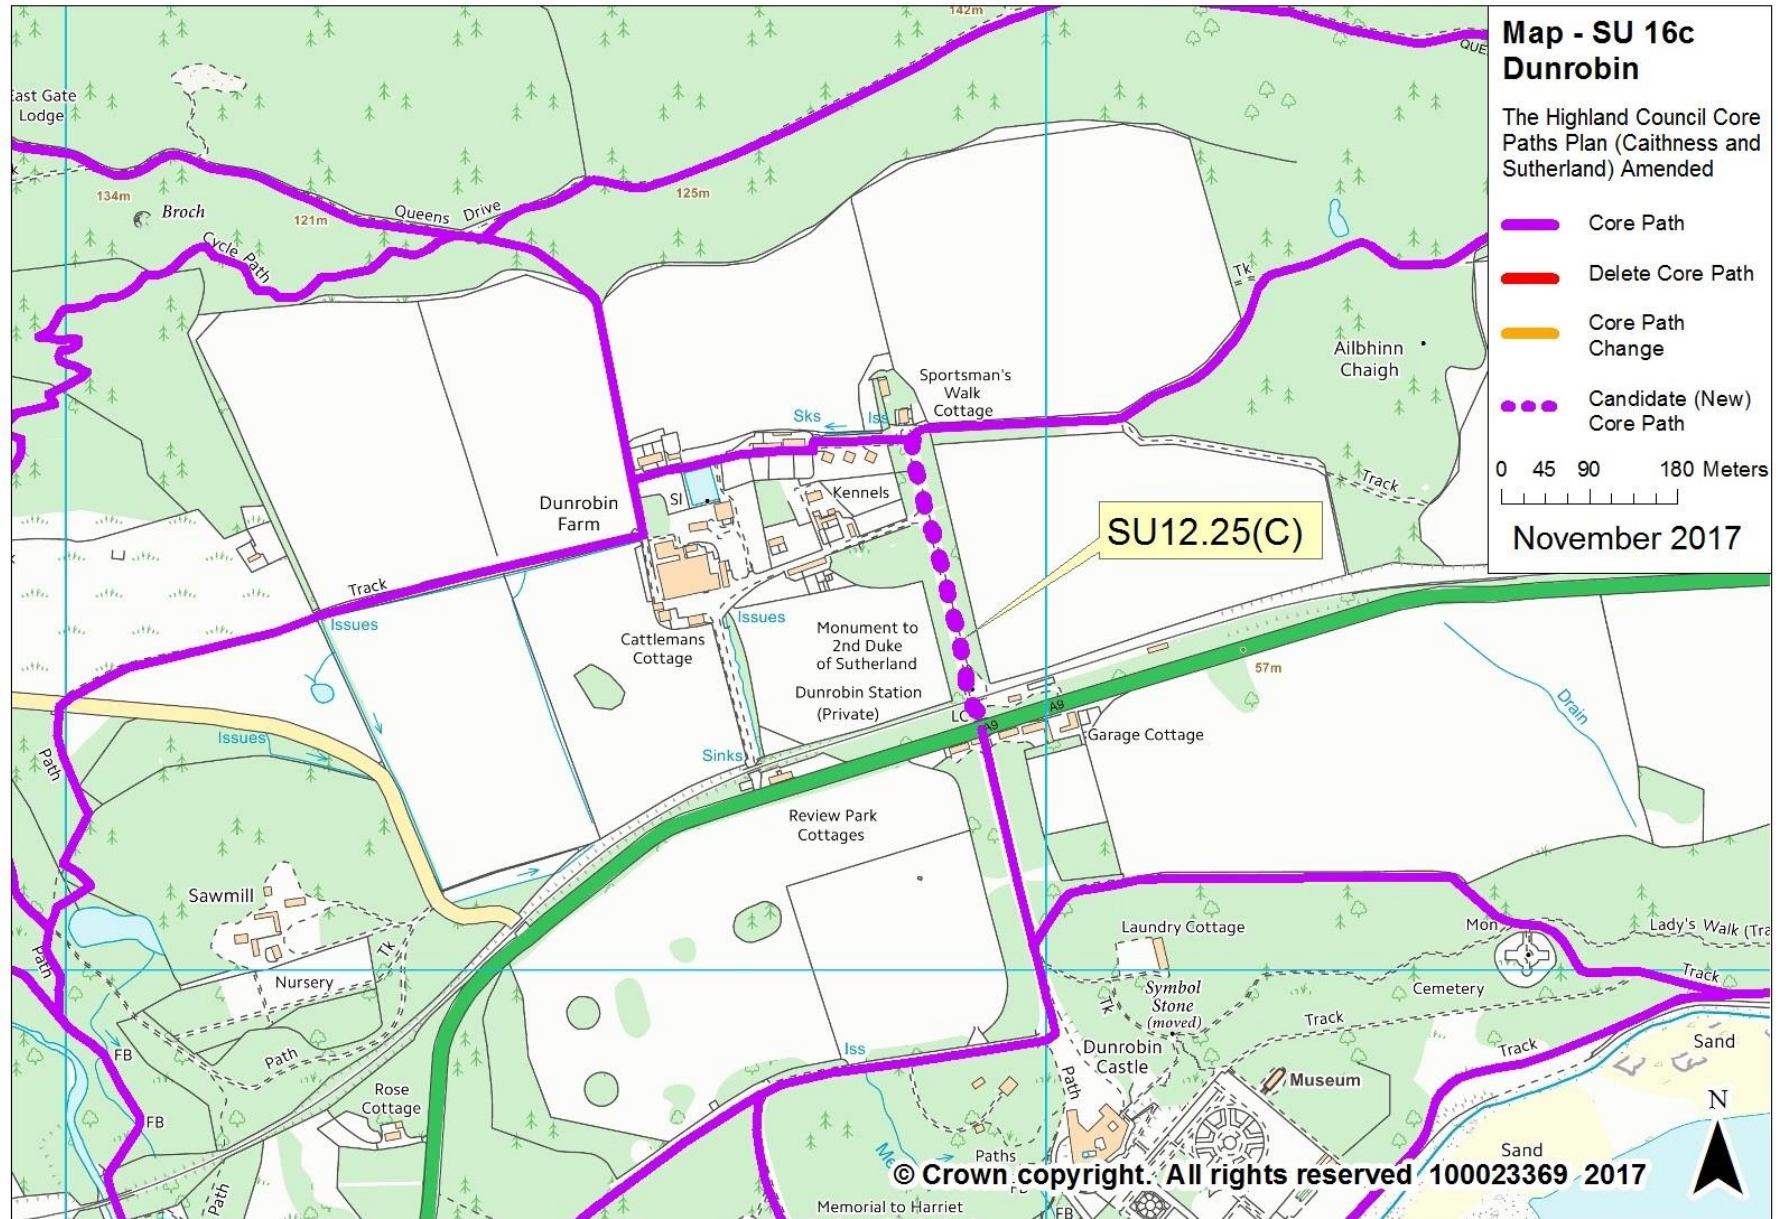 Map - SU 16c
Dunrobin
The Highland Council Core
Paths Plan (Caithness and
Sutherland) Amended
Core Path
Delete Core Path
Core Path
Change
Candidate (New)
Core Path
0 45 90 180 Meters
November 2017
142m
QUE
East Gate
Lodge
134m
Broch
121m
Queens Drive
125m
Cycle Path
Tk
Ailbhinn
Chaigh
Sportsman's
Walk
Cottage
Sks
Iss
Track
Dunrobin
Farm
SI
Kennels
SU12.25(C)
Track
Issues
Issues
Cattlemans
Cottage
Monument to
2nd Duke
of Sutherland
Dunrobin Station
(Private)
57m
LC
A9
A9
Garage Cottage
Drain
Path
Issues
Sinks
Review Park
Cottages
Sawmill
Laundry Cottage
Mon
Lady's Walk (Tra
Path
Tk
Nursery
Symbol
Stone
(moved)
Cemetery
Track
Tk
Track
FB
Path
Iss
Dunrobin
Castle
Track
Sand
Rose
Cottage
Path
Museum
N
FB
Paths
Sand
© Crown copyright. All rights reserved 100023369 2017
Path
Memorial to Harriet
FB